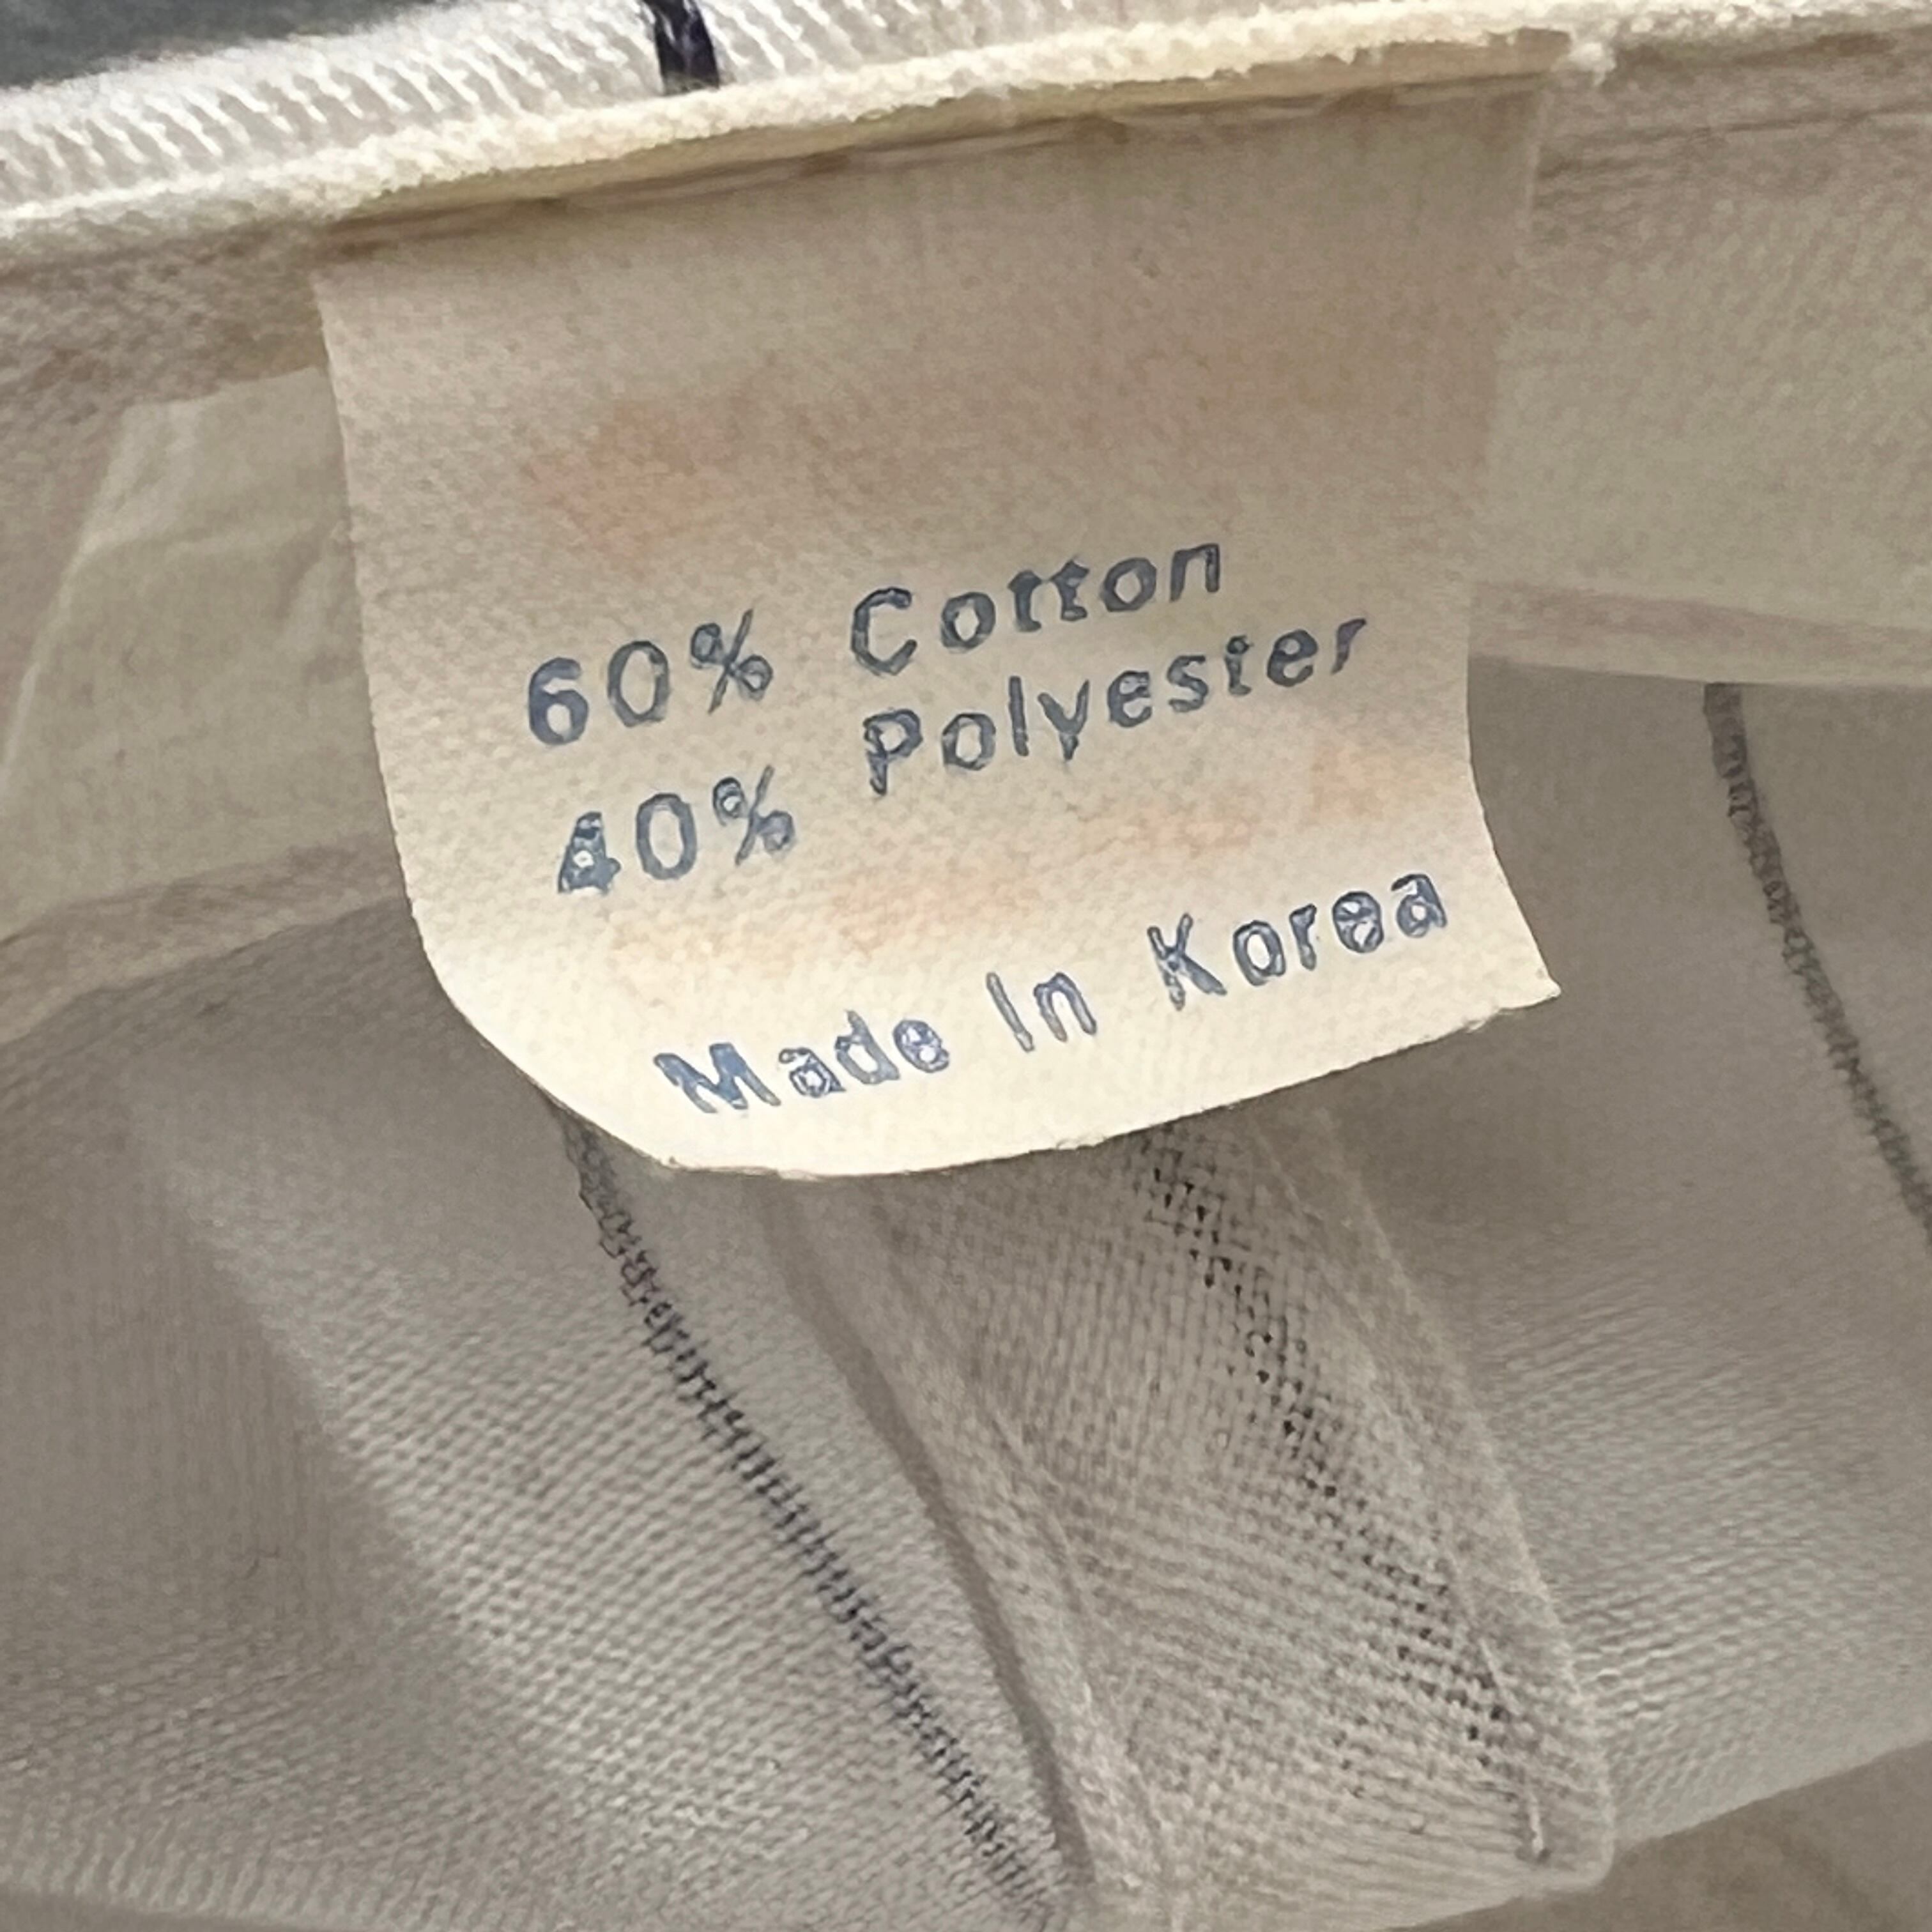 60% Cotton
40% Polyester
Made In Korea